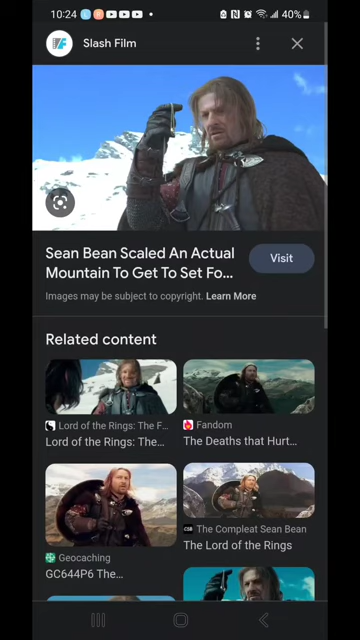 10:24
40%
Slash Film
Sean Bean Scaled An Actual
Mountain To Get To Set Fo...
Visit
Images may be subject to copyright. Learn More
Related content
Lord of the Rings: The F...
Lord of the Rings: The...
Fandom
The Deaths that Hurt...
Geocaching
GC644P6 The...
CSB
The Compleat Sean Bean
The Lord of the Rings